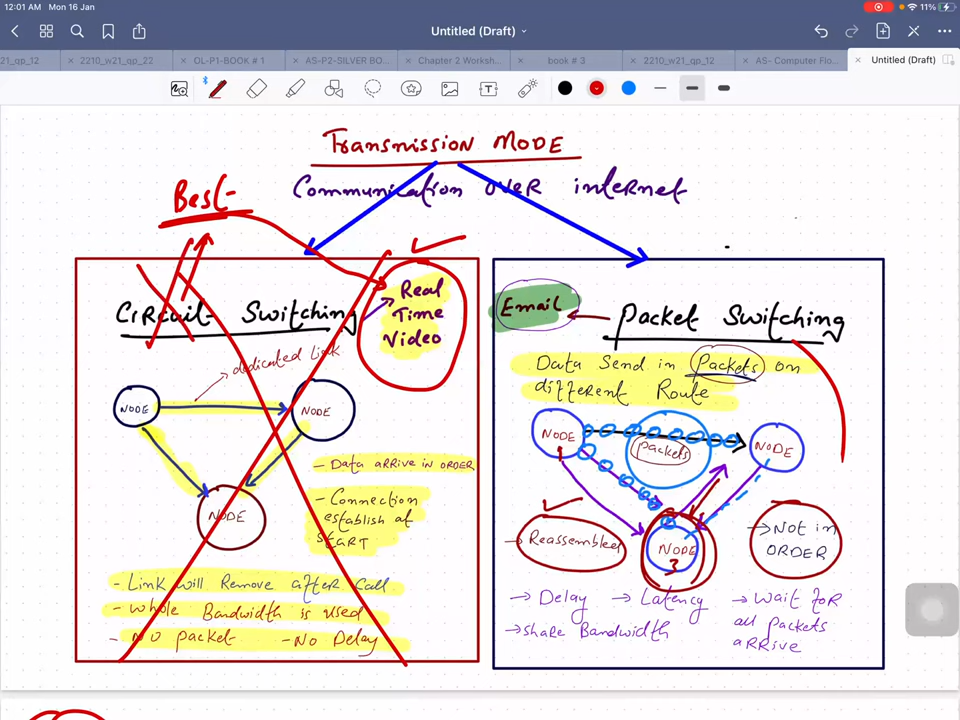 12:01 AM Mon 16 Jan
11%
Untitled (Draft)
21_qp_12
2210_w21_qp_22
OL-P1-BOOK # 1
AS-P2-SILVER BO...
Chapter 2 Worksh...
book # 3
2210_w21_qp_12
AS- Computer Flo...
Untitled (Draft)
Transmission MODE
Communication over internet
Best
Circuit Switching
Real
Time
Video
dedicated link
NODE
NODE
NODE
- Data arrive in order
- Connection
establish at
START
- Link will Remove after Call
- whole Bandwidth is used
- No packet - No Delay
Email
Packet Switching
Data Send in Packets on
different Route
NODE
1
packets
NODE
NODE
3
→ Reassembled
→ Not in
ORDER
→ Delay → Latency → Wait for
all packets
arrive
→ share Bandwidth